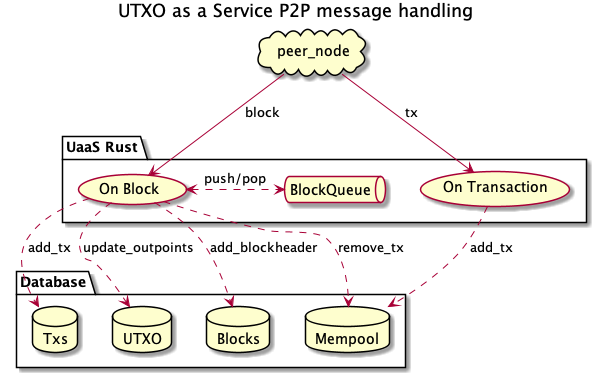 UTXO as a Service P2P message handling
peer_node
block
tx
UaaS Rust
On Block
push/pop
BlockQueue
On Transaction
add_tx
update_outpoints
add_blockheader
remove_tx
add_tx
Database
Txs
UTXO
Blocks
Mempool